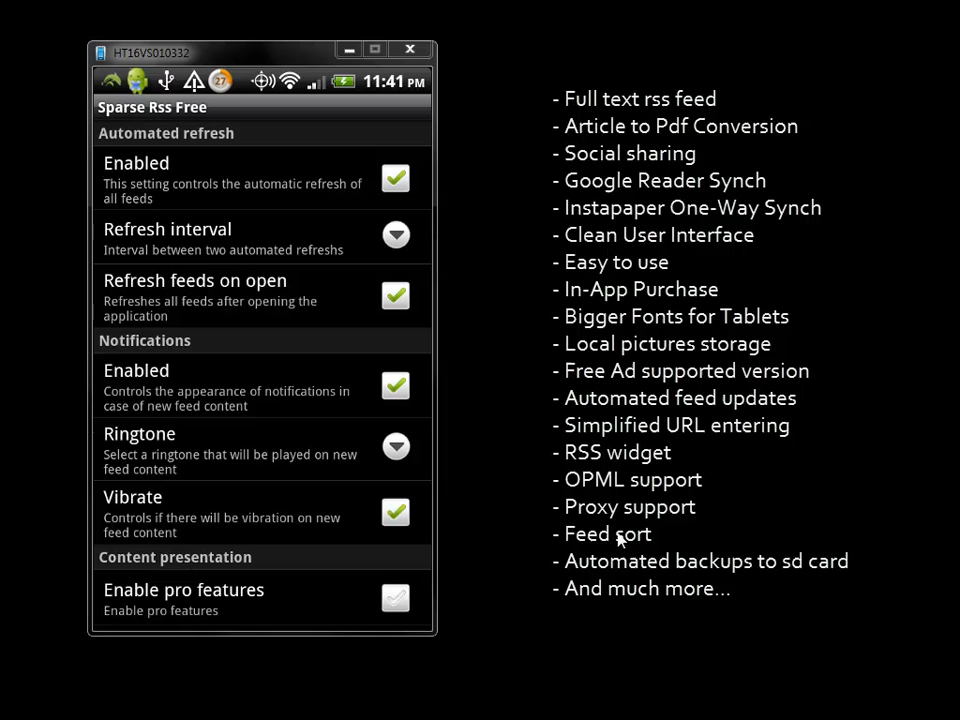 HT16VS010332
27
11:41 PM
Sparse Rss Free
Automated refresh
Enabled
This setting controls the automatic refresh of
all feeds
Refresh interval
Interval between two automated refreshs
Refresh feeds on open
Refreshes all feeds after opening the
application
Notifications
Enabled
Controls the appearance of notifications in
case of new feed content
Ringtone
Select a ringtone that will be played on new
feed content
Vibrate
Controls if there will be vibration on new
feed content
Content presentation
Enable pro features
Enable pro features
- Full text rss feed
- Article to Pdf Conversion
- Social sharing
- Google Reader Synch
- Instapaper One-Way Synch
- Clean User Interface
- Easy to use
- In-App Purchase
- Bigger Fonts for Tablets
- Local pictures storage
- Free Ad supported version
- Automated feed updates
- Simplified URL entering
- RSS widget
- OPML support
- Proxy support
- Feed sort
- Automated backups to sd card
- And much more...